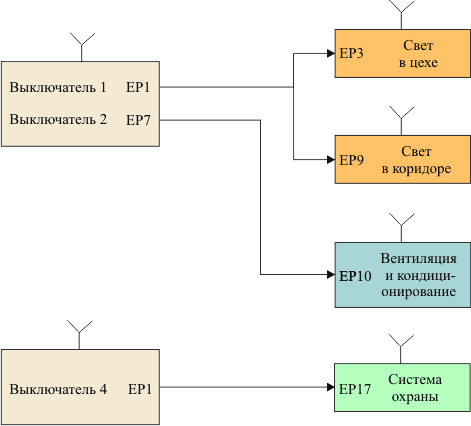 Выключатель 1 EP1
Выключатель 2 EP7
EP3 Свет
в цехе
EP9 Свет
в коридоре
Вентиляция
EP10 и кондици-
онирование
Выключатель 4 EP1
EP17 Система
охраны